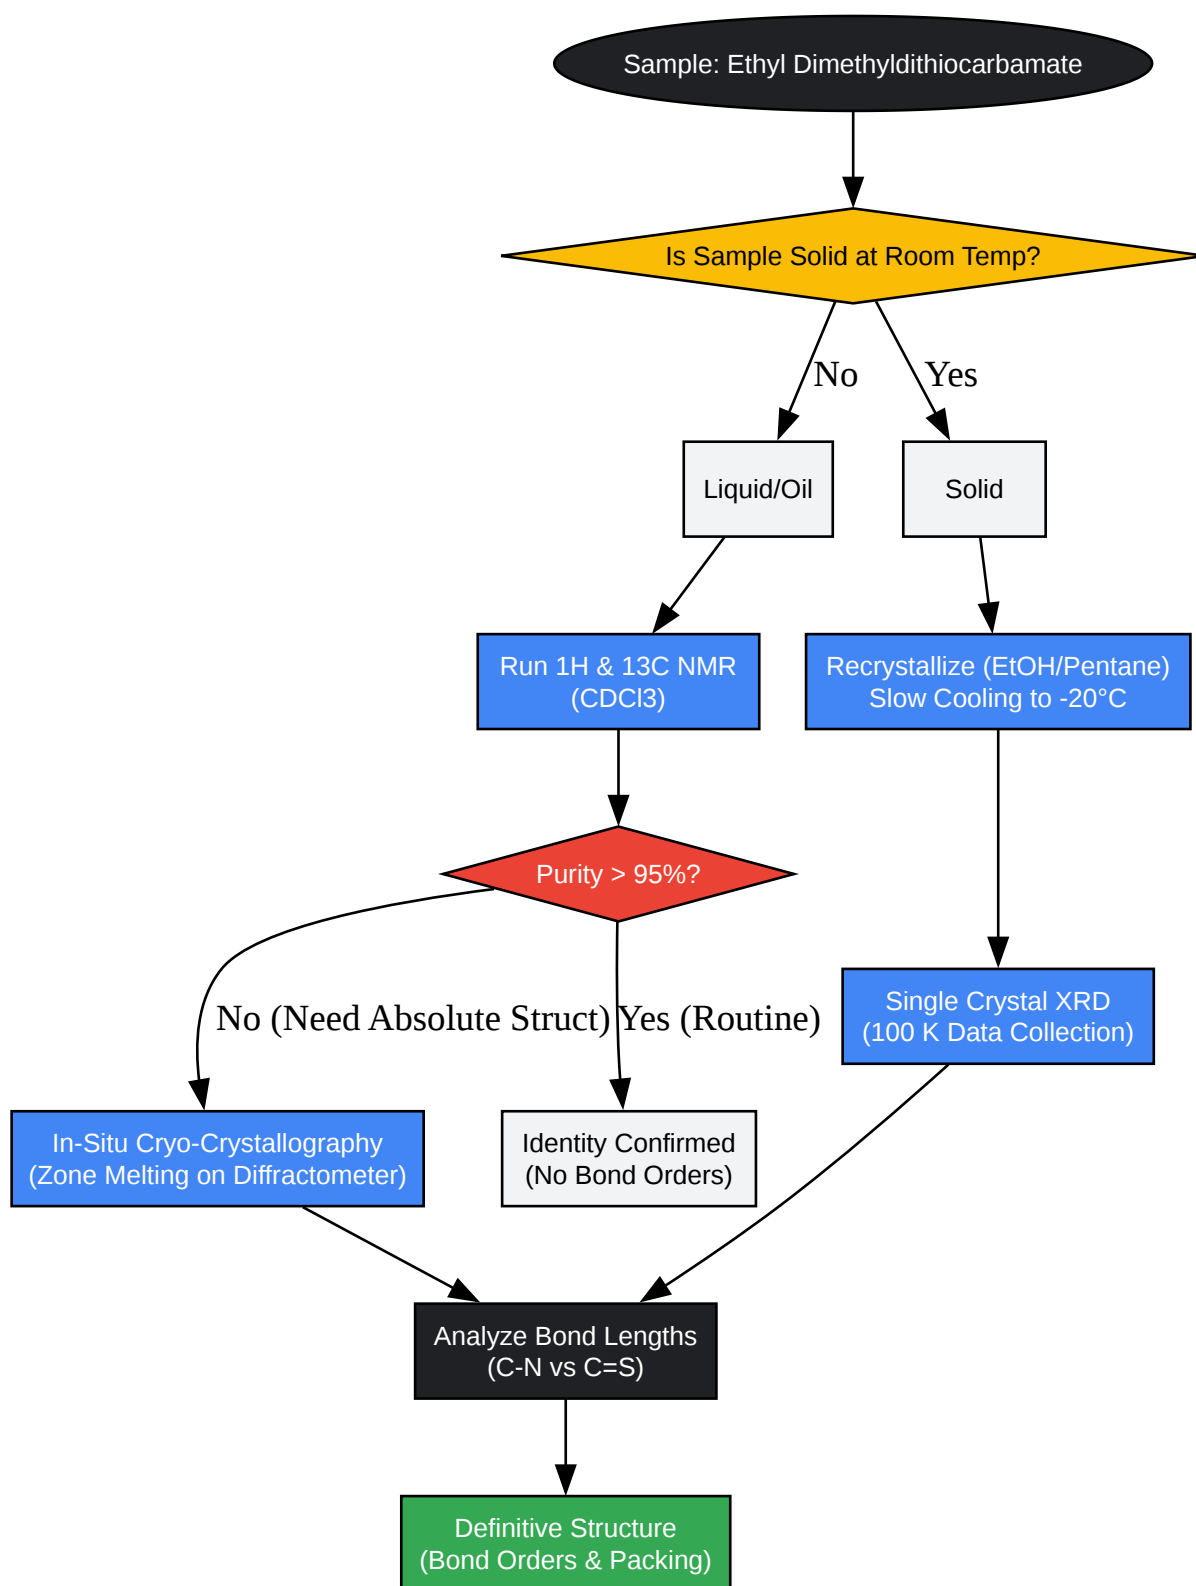 Sample: Ethyl Dimethyldithiocarbamate
Is Sample Solid at Room Temp?
No
Yes
Liquid/Oil
Solid
Run 1H & 13C NMR
(CDCl3)
Recrystallize (EtOH/Pentane)
Slow Cooling to -20°C
Purity > 95%?
No (Need Absolute Struct)
Yes (Routine)
Single Crystal XRD
(100 K Data Collection)
In-Situ Cryo-Crystallography
(Zone Melting on Diffractometer)
Identity Confirmed
(No Bond Orders)
Analyze Bond Lengths
(C-N vs C=S)
Definitive Structure
(Bond Orders & Packing)